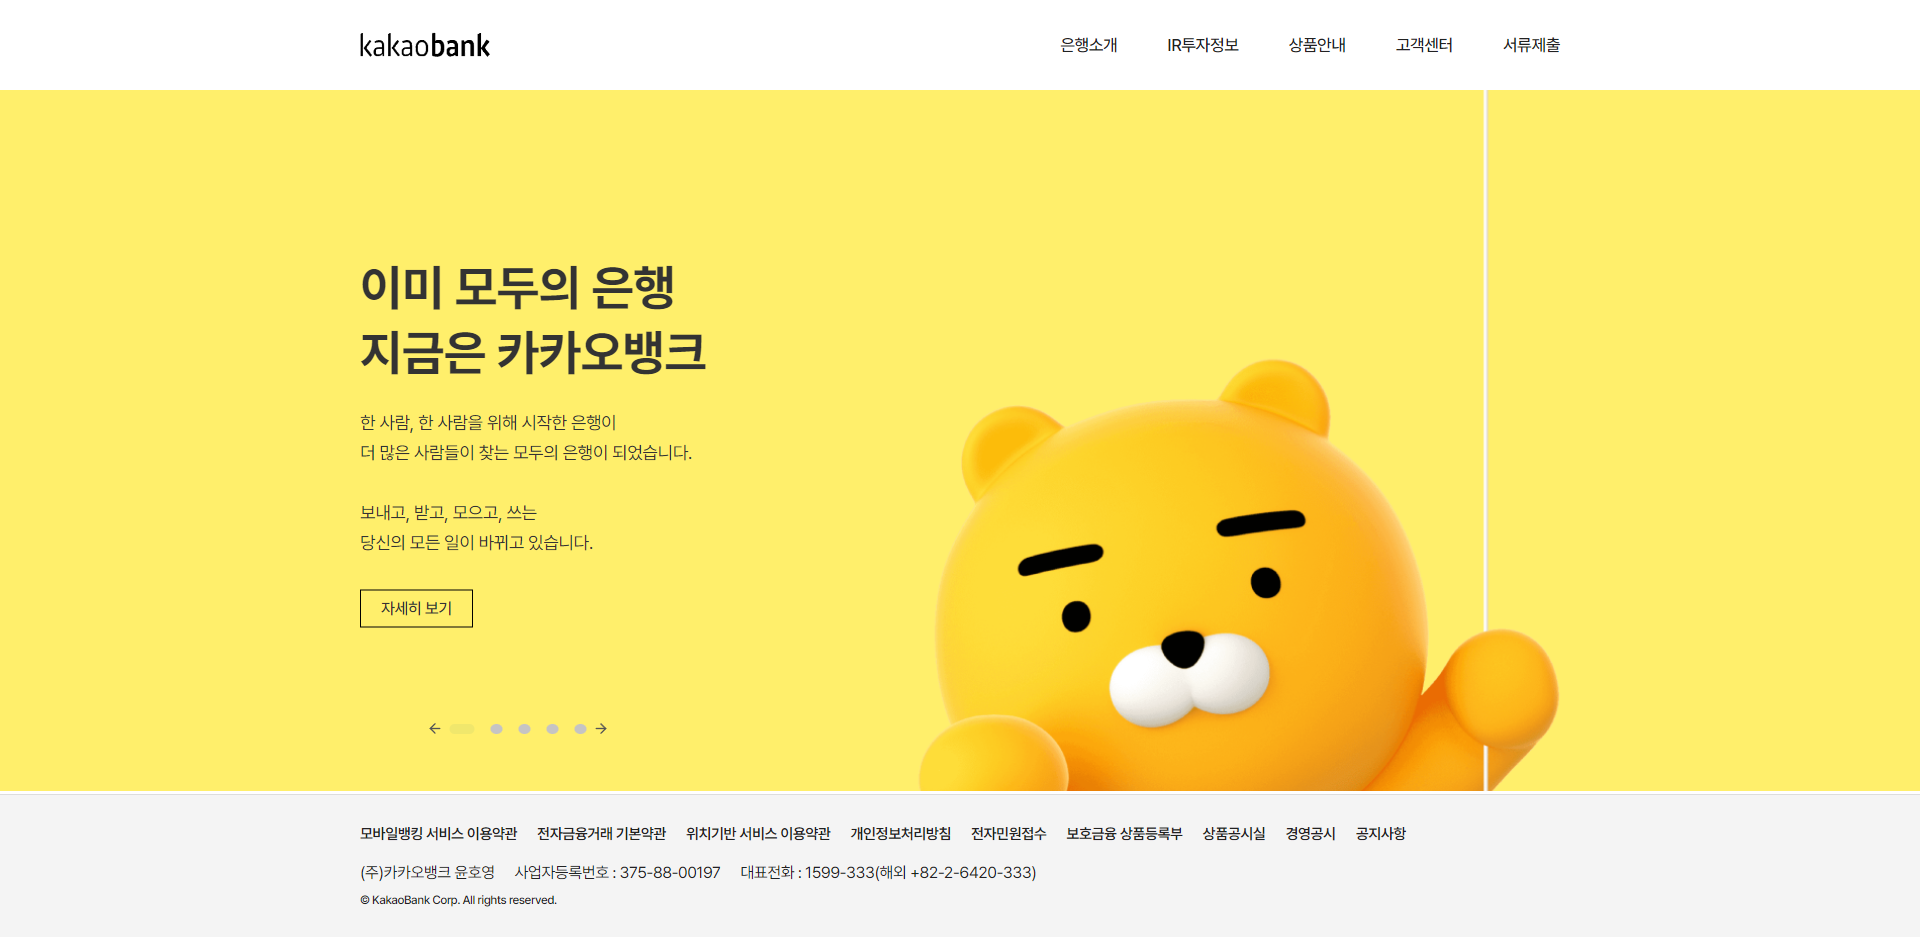 kakaobank
은행소개 IR투자정보 상품안내 고객센터 서류제출
이미 모두의 은행
지금은 카카오뱅크
한 사람, 한 사람을 위해 시작한 은행이
더 많은 사람들이 찾는 모두의 은행이 되었습니다.
보내고, 받고, 모으고, 쓰는
당신의 모든 일이 바뀌고 있습니다.
자세히 보기
모바일뱅킹 서비스 이용약관 전자금융거래 기본약관 위치기반 서비스 이용약관 개인정보처리방침 전자민원접수 보호금융 상품등록부 상품공시실 경영공시 공지사항
(주)카카오뱅크 윤호영 사업자등록번호 : 375-88-00197 대표전화 : 1599-333(해외 +82-2-6420-333)
© KakaoBank Corp. All rights reserved.